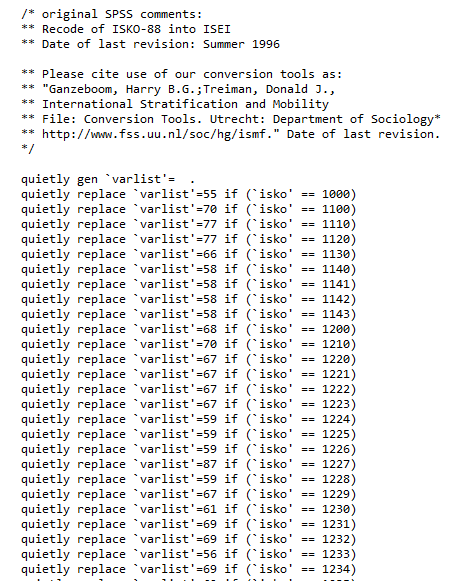 /* original SPSS comments:
** Recode of ISKO-88 into ISEI
** Date of last revision: Summer 1996
** Please cite use of our conversion tools as:
** "Ganzeboom, Harry B.G.;Treiman, Donald J.,
** International Stratification and Mobility
** File: Conversion Tools. Utrecht: Department of Sociology*
** http://www.fss.uu.nl/soc/hg/ismf." Date of last revision.
*/
quietly gen `varlist'=  .
quietly replace `varlist'=55 if (`isko' == 1000)
quietly replace `varlist'=70 if (`isko' == 1100)
quietly replace `varlist'=77 if (`isko' == 1110)
quietly replace `varlist'=77 if (`isko' == 1120)
quietly replace `varlist'=66 if (`isko' == 1130)
quietly replace `varlist'=58 if (`isko' == 1140)
quietly replace `varlist'=58 if (`isko' == 1141)
quietly replace `varlist'=58 if (`isko' == 1142)
quietly replace `varlist'=58 if (`isko' == 1143)
quietly replace `varlist'=68 if (`isko' == 1200)
quietly replace `varlist'=70 if (`isko' == 1210)
quietly replace `varlist'=67 if (`isko' == 1220)
quietly replace `varlist'=67 if (`isko' == 1221)
quietly replace `varlist'=67 if (`isko' == 1222)
quietly replace `varlist'=67 if (`isko' == 1223)
quietly replace `varlist'=59 if (`isko' == 1224)
quietly replace `varlist'=59 if (`isko' == 1225)
quietly replace `varlist'=59 if (`isko' == 1226)
quietly replace `varlist'=87 if (`isko' == 1227)
quietly replace `varlist'=59 if (`isko' == 1228)
quietly replace `varlist'=67 if (`isko' == 1229)
quietly replace `varlist'=61 if (`isko' == 1230)
quietly replace `varlist'=69 if (`isko' == 1231)
quietly replace `varlist'=69 if (`isko' == 1232)
quietly replace `varlist'=56 if (`isko' == 1233)
quietly replace `varlist'=69 if (`isko' == 1234)